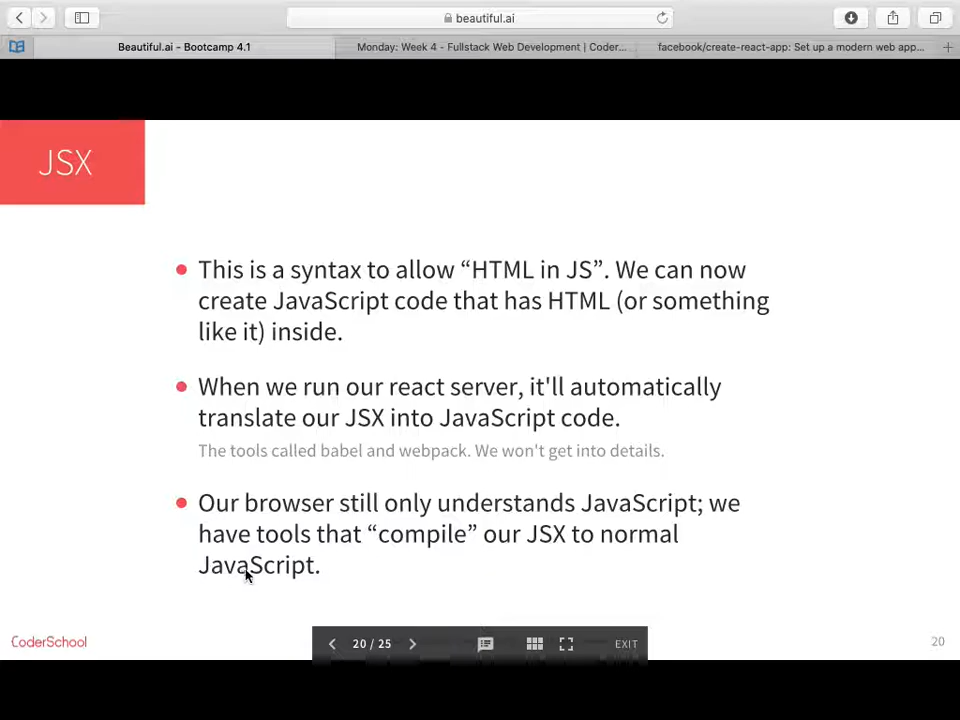 beautiful.ai
Beautiful.ai - Bootcamp 4.1
Monday: Week 4 - Fullstack Web Development | Coder...
facebook/create-react-app: Set up a modern web app...
JSX
This is a syntax to allow “HTML in JS”. We can now
create JavaScript code that has HTML (or something
like it) inside.
When we run our react server, it'll automatically
translate our JSX into JavaScript code.
The tools called babel and webpack. We won't get into details.
Our browser still only understands JavaScript; we
have tools that “compile” our JSX to normal
JavaScript.
CoderSchool
20 / 25
EXIT
20